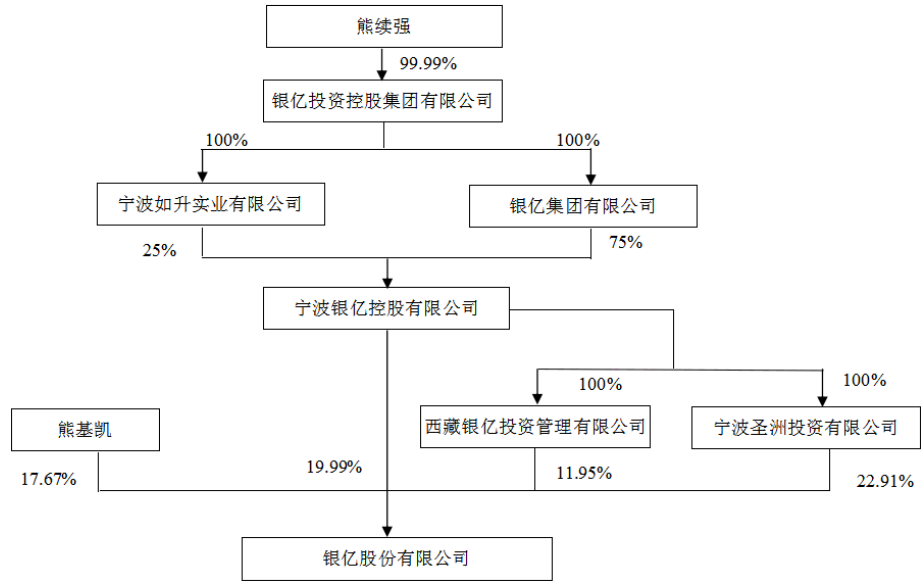 熊续强
99.99%
银亿投资控股集团有限公司
100%
100%
宁波如升实业有限公司
银亿集团有限公司
25%
75%
宁波银亿控股有限公司
100%
100%
熊基凯
西藏银亿投资管理有限公司
宁波圣洲投资有限公司
17.67%
19.99%
11.95%
22.91%
银亿股份有限公司